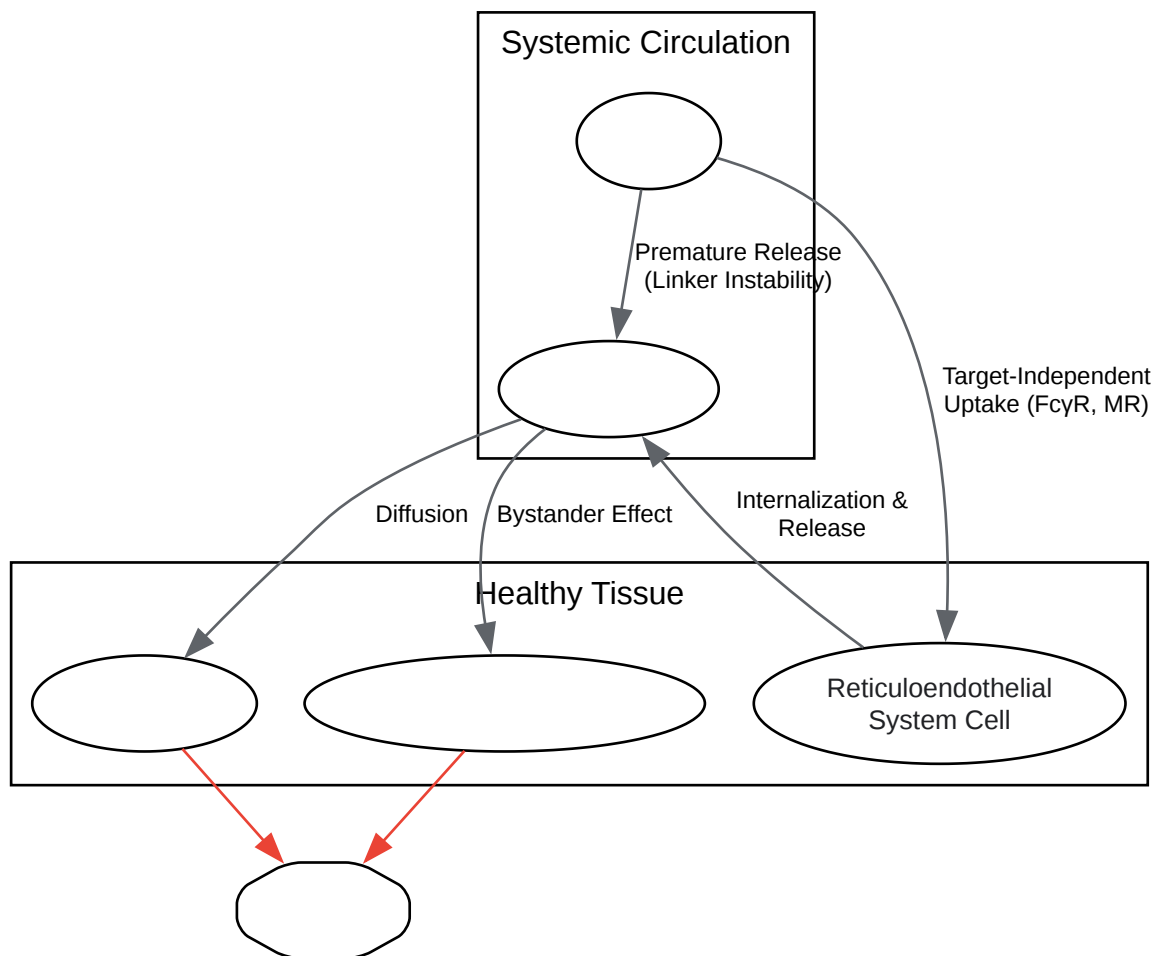 Systemic Circulation
Premature Release
(Linker Instability)
Target-Independent
Uptake (FcγR, MR)
Diffusion
Bystander Effect
Internalization &
Release
Healthy Tissue
Reticuloendothelial
System Cell